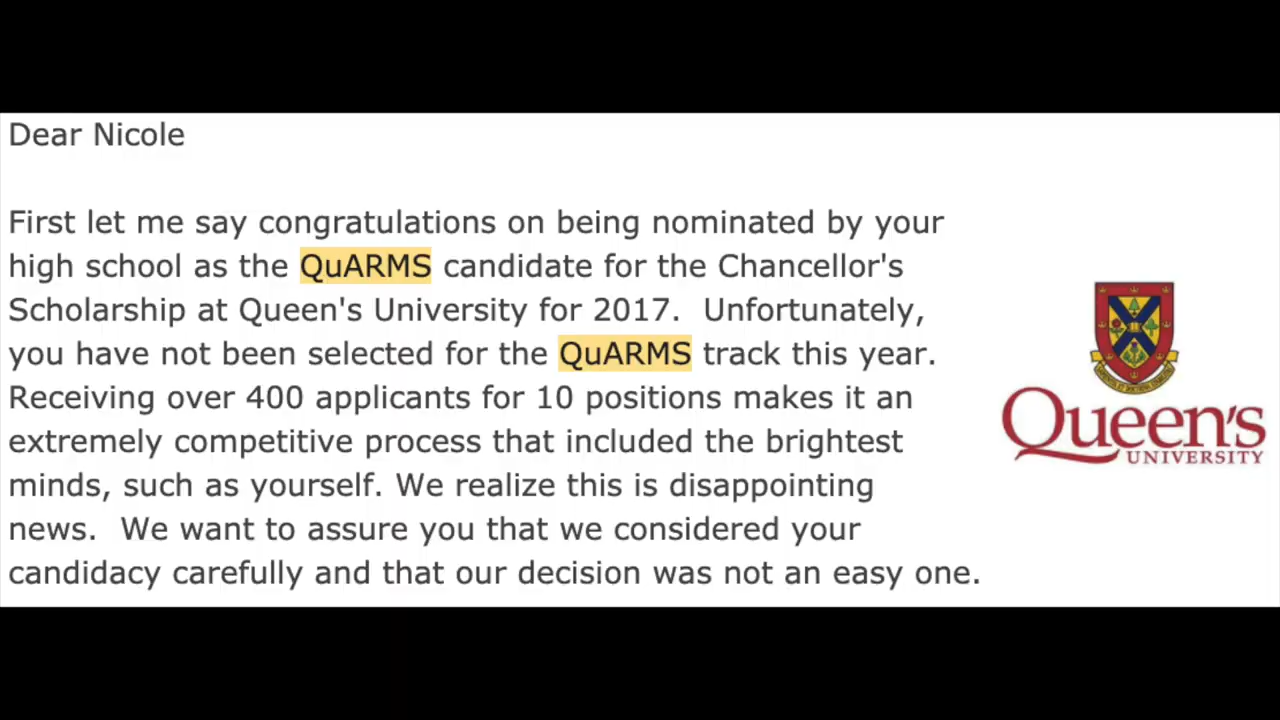 Dear Nicole
First let me say congratulations on being nominated by your
high school as the QuARMS candidate for the Chancellor's
Scholarship at Queen's University for 2017.  Unfortunately,
you have not been selected for the QuARMS track this year.
Receiving over 400 applicants for 10 positions makes it an
extremely competitive process that included the brightest
minds, such as yourself. We realize this is disappointing
news.  We want to assure you that we considered your
candidacy carefully and that our decision was not an easy one.
Queen's
UNIVERSITY